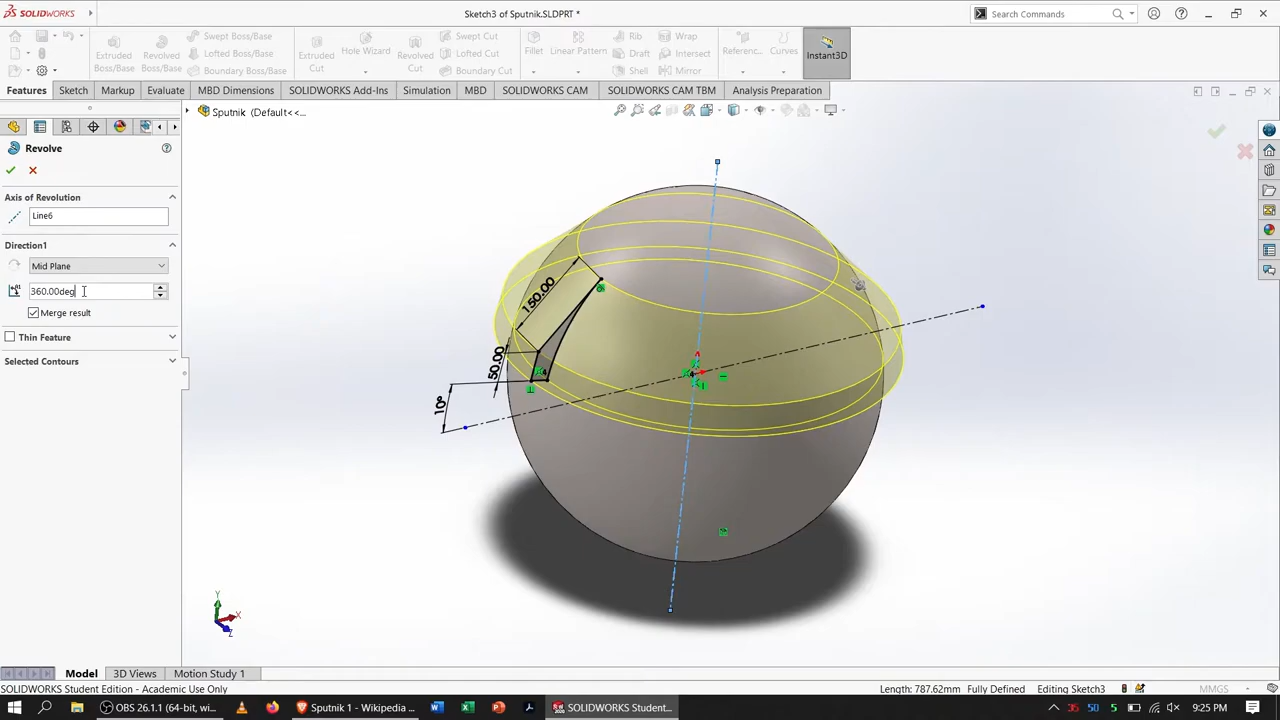 SOLIDWORKS
Sketch3 of Sputnik.SLDPRT *
Search Commands
Extruded Boss/Base
Revolved Boss/Base
Swept Boss/Base
Lofted Boss/Base
Boundary Boss/Base
Extruded Cut
Hole Wizard
Revolved Cut
Swept Cut
Lofted Cut
Boundary Cut
Fillet
Linear Pattern
Rib
Draft
Shell
Wrap
Intersect
Mirror
Referenc...
Curves
Instant3D
Features
Sketch
Markup
Evaluate
MBD Dimensions
SOLIDWORKS Add-Ins
Simulation
MBD
SOLIDWORKS CAM
SOLIDWORKS CAM TBM
Analysis Preparation
Sputnik (Default<<...
Revolve
Axis of Revolution
Line6
Direction1
Mid Plane
360.00deg
Merge result
Thin Feature
Selected Contours
150.00
50.00
10°
Y
X
Z
Model
3D Views
Motion Study 1
SOLIDWORKS Student Edition - Academic Use Only
Length: 787.62mm
Fully Defined
Editing Sketch3
MMGS
OBS 26.1.1 (64-bit, wi...
Sputnik 1 - Wikipedia ...
SOLIDWORKS Student...
35
50
5
9:25 PM